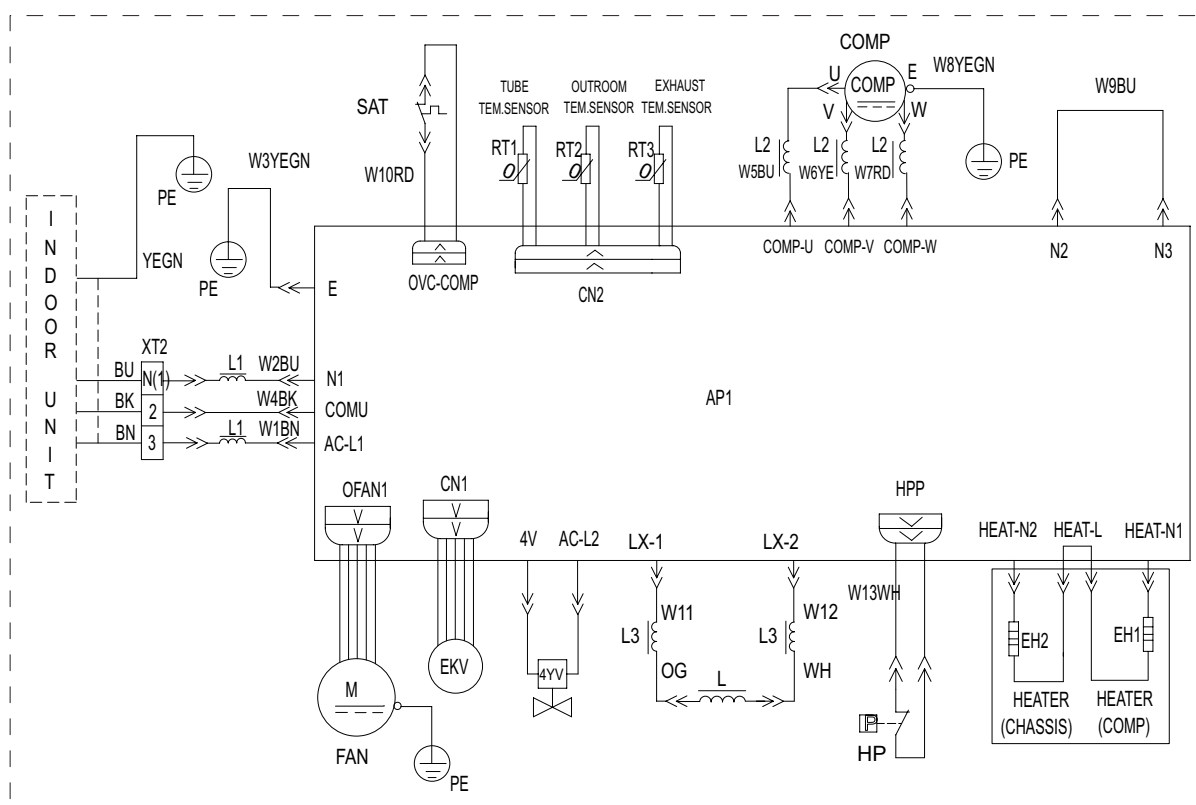 COMP
U
E
W8YEGN
COMP
V
W
W9BU
TUBE
TEM.SENSOR
OUTROOM
TEM.SENSOR
EXHAUST
TEM.SENSOR
SAT
RT1
RT2
RT3
L2
W5BU
L2
W6YE
L2
W7RD
PE
W3YEGN
W10RD
PE
INDOOR UNIT
YEGN
PE
OVC-COMP
CN2
COMP-U
COMP-V
COMP-W
N2
N3
E
XT2
BU
N(1)
L1
W2BU
N1
BK
2
W4BK
COMU
BN
3
L1
W1BN
AC-L1
AP1
OFAN1
CN1
4V
AC-L2
LX-1
LX-2
HPP
HEAT-N2
HEAT-L
HEAT-N1
W13WH
W11
W12
L3
L3
OG
WH
L
EH2
EH1
M
FAN
PE
EKV
4YV
P
HP
HEATER
(CHASSIS)
HEATER
(COMP)